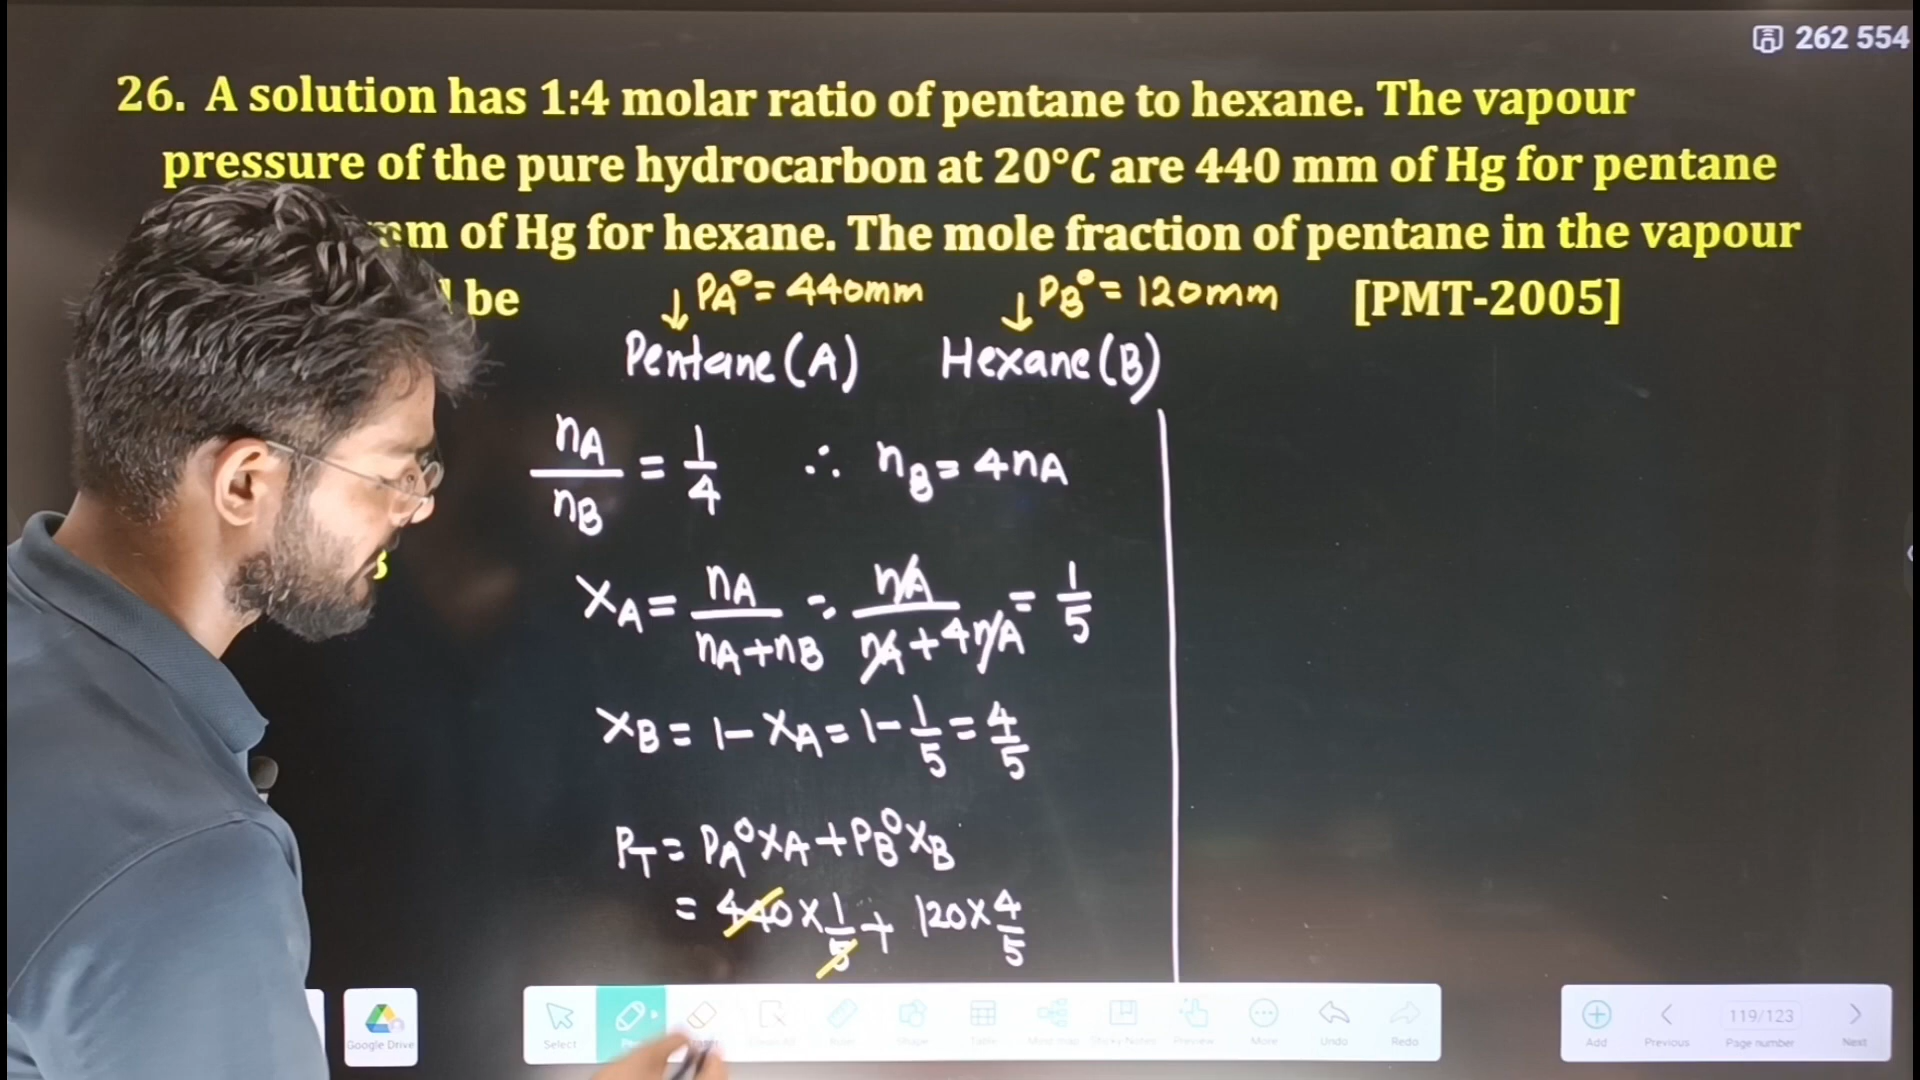 262 554
26. A solution has 1:4 molar ratio of pentane to hexane. The vapour
pressure of the pure hydrocarbon at 20°C are 440 mm of Hg for pentane
mm of Hg for hexane. The mole fraction of pentane in the vapour
be
↓ PA° = 440mm ↓ PB° = 120mm [PMT-2005]
Pentane (A) Hexane (B)
nA/nB = 1/4 ∴ nB = 4nA
XA = nA/(nA+nB) = nA/(nA+4nA) = 1/5
XB = 1 - XA = 1 - 1/5 = 4/5
PT = PA° XA + PB° XB
= 440 × 1/5 + 120 × 4/5
Google Drive
Select
Table
Sticky Notes
Preview
More
Undo
Redo
Add
Previous
119/123
Page number
Next